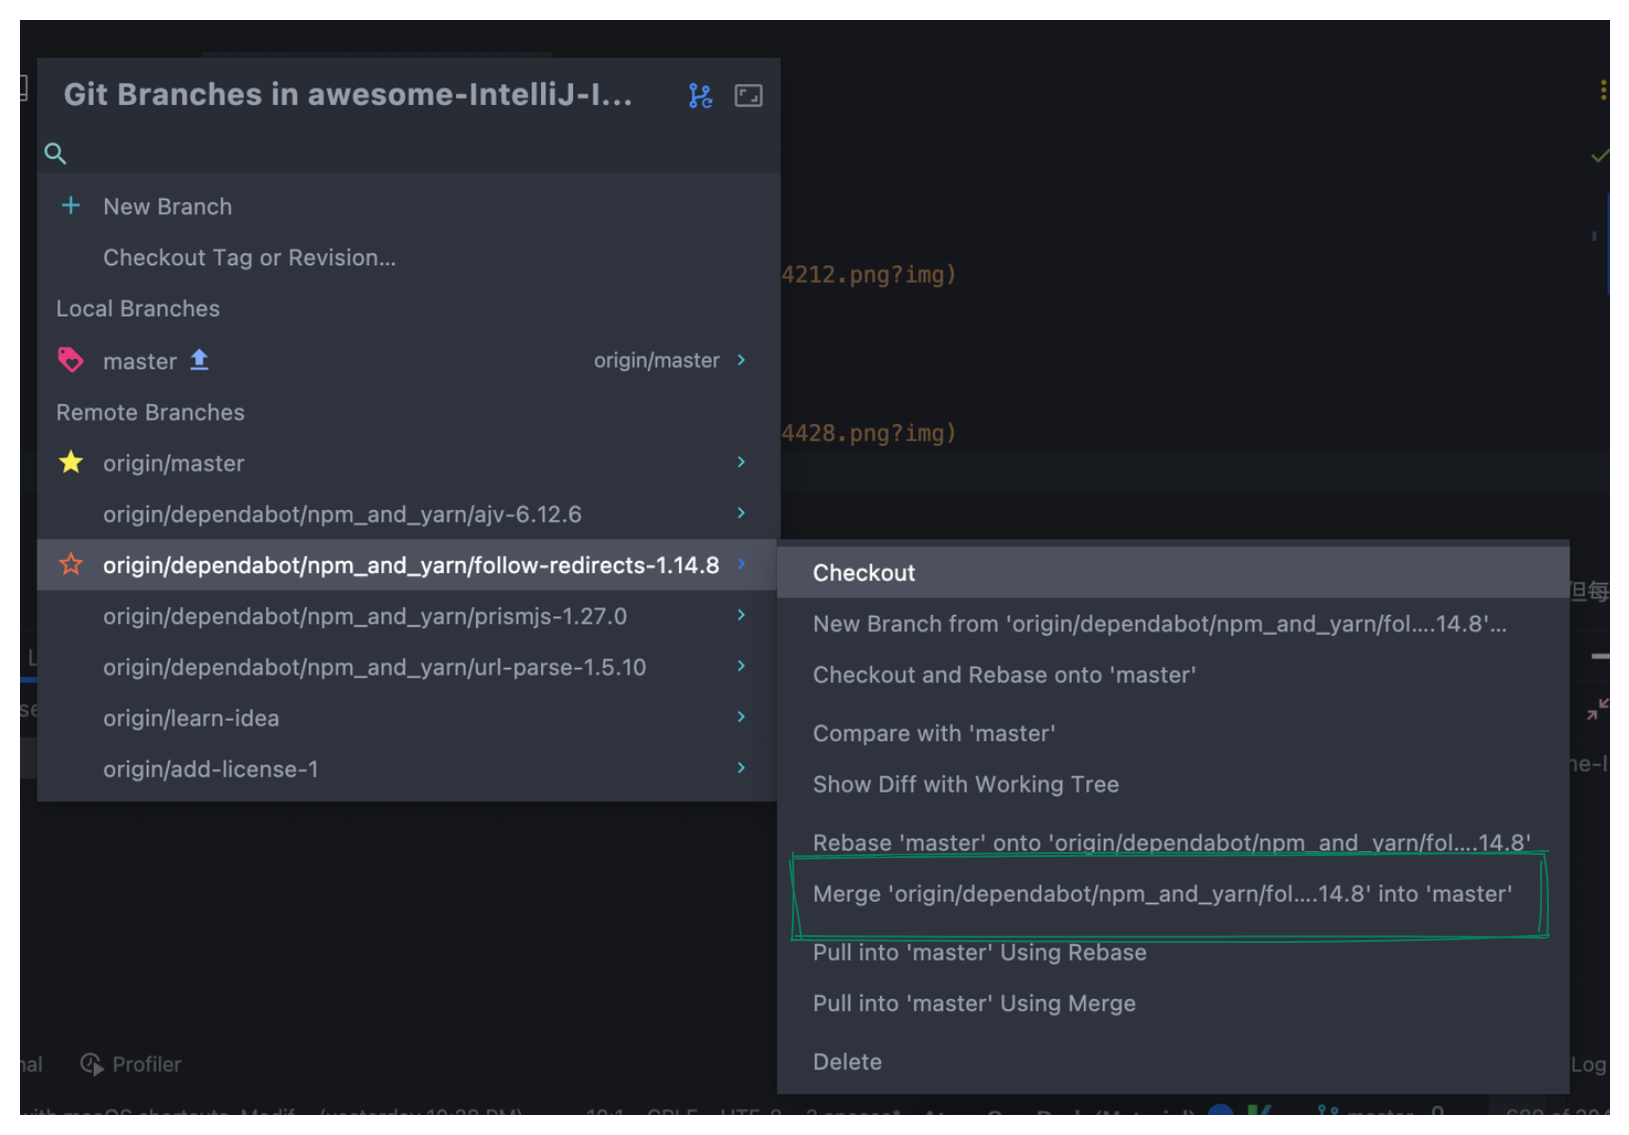 Git Branches in awesome-IntelliJ-I...
New Branch
Checkout Tag or Revision...
Local Branches
master
origin/master
Remote Branches
origin/master
origin/dependabot/npm_and_yarn/ajv-6.12.6
origin/dependabot/npm_and_yarn/follow-redirects-1.14.8
origin/dependabot/npm_and_yarn/prismjs-1.27.0
origin/dependabot/npm_and_yarn/url-parse-1.5.10
origin/learn-idea
origin/add-license-1
4212.png?img)
4428.png?img)
但每
Checkout
New Branch from 'origin/dependabot/npm_and_yarn/fol....14.8'...
Checkout and Rebase onto 'master'
Compare with 'master'
Show Diff with Working Tree
Rebase 'master' onto 'origin/dependabot/npm_and_yarn/fol....14.8'
Merge 'origin/dependabot/npm_and_yarn/fol....14.8' into 'master'
Pull into 'master' Using Rebase
Pull into 'master' Using Merge
Delete
Profiler
Log